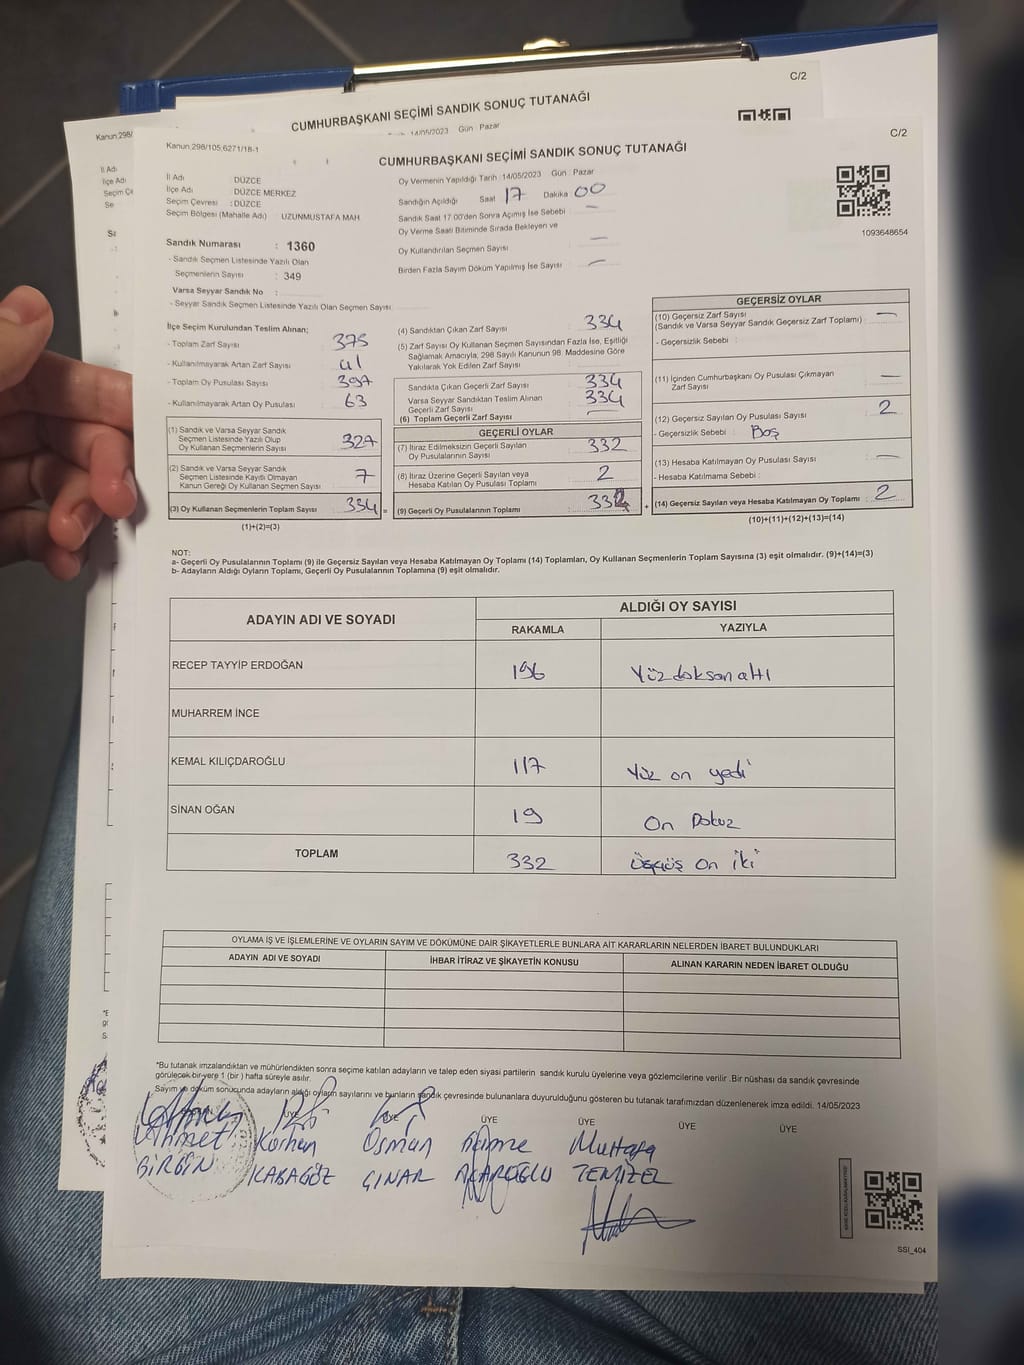 C/2
CUMHURBAŞKANI SEÇİMİ SANDIK SONUÇ TUTANAĞI
14/05/2023 Gün : Pazar
Kanun 298/
İl Adı
İlçe Adı
Seçim Çe
Se
C/2
Kanun:298/105;6271/18-1
CUMHURBAŞKANI SEÇİMİ SANDIK SONUÇ TUTANAĞI
İl Adı : DÜZCE
İlçe Adı : DÜZCE MERKEZ
Seçim Çevresi : DÜZCE
Seçim Bölgesi (Mahalle Adı) : UZUNMUSTAFA MAH.
Oy Vermenin Yapıldığı Tarih :14/05/2023 Gün : Pazar
Sandığın Açıldığı Saat 17 Dakika 00
Sandık Saat 17.00'den Sonra Açımış İse Sebebi : —
Oy Verme Saati Bitiminde Sırada Bekleyen ve
Oy Kullandırılan Seçmen Sayısı : —
Birden Fazla Sayım Döküm Yapılmış İse Sayısı : —
1093648654
Sandık Numarası : 1360
- Sandık Seçmen Listesinde Yazılı Olan
Seçmenlerin Sayısı : 349
Varsa Seyyar Sandık No :
- Seyyar Sandık Seçmen Listesinde Yazılı Olan Seçmen Sayısı
İlçe Seçim Kurulundan Teslim Alınan;
- Toplam Zarf Sayısı : 375
- Kullanılmayarak Artan Zarf Sayısı : 41
- Toplam Oy Pusulası Sayısı : 397
- Kullanılmayarak Artan Oy Pusulası : 63
(1) Sandık ve Varsa Seyyar Sandık
Seçmen Listesinde Yazılı Olup
Oy Kullanan Seçmenlerin Sayısı : 327
(2) Sandık ve Varsa Seyyar Sandık
Seçmen Listesinde Kayıtlı Olmayan
Kanun Gereği Oy Kullanan Seçmen Sayısı : 7
(3) Oy Kullanan Seçmenlerin Toplam Sayısı : 334 =
(1)+(2)=(3)
(4) Sandıktan Çıkan Zarf Sayısı : 334
(5) Zarf Sayısı Oy Kullanan Seçmen Sayısından Fazla İse, Eşitliği
Sağlamak Amacıyla, 298 Sayılı Kanunun 98. Maddesine Göre
Yakılarak Yok Edilen Zarf Sayısı :
Sandıkta Çıkan Geçerli Zarf Sayısı : 334
Varsa Seyyar Sandıktan Teslim Alınan
Geçerli Zarf Sayısı : 334
(6) Toplam Geçerli Zarf Sayısı : —
GEÇERLİ OYLAR
(7) İtiraz Edilmeksizin Geçerli Sayılan
Oy Pusulalarının Sayısı : 332
(8) İtiraz Üzerine Geçerli Sayılan veya
Hesaba Katılan Oy Pusulası Toplamı : 2
(9) Geçerli Oy Pusulalarının Toplamı : 332 +
GEÇERSİZ OYLAR
(10) Geçersiz Zarf Sayısı
(Sandık ve Varsa Seyyar Sandık Geçersiz Zarf Toplamı) : —
- Geçersizlik Sebebi :
(11) İçinden Cumhurbaşkanı Oy Pusulası Çıkmayan
Zarf Sayısı : —
(12) Geçersiz Sayılan Oy Pusulası Sayısı : 2
- Geçersizlik Sebebi : Boş
(13) Hesaba Katılmayan Oy Pusulası Sayısı : —
- Hesaba Katılmama Sebebi :
(14) Geçersiz Sayılan veya Hesaba Katılmayan Oy Toplamı : 2
(10)+(11)+(12)+(13)=(14)
NOT:
a- Geçerli Oy Pusulalarının Toplamı (9) ile Geçersiz Sayılan veya Hesaba Katılmayan Oy Toplamı (14) Toplamları, Oy Kullanan Seçmenlerin Toplam Sayısına (3) eşit olmalıdır. (9)+(14)=(3)
b- Adayların Aldığı Oyların Toplamı, Geçerli Oy Pusulalarının Toplamına (9) eşit olmalıdır.
ADAYIN ADI VE SOYADI
ALDIĞI OY SAYISI
RAKAMLA YAZIYLA
RECEP TAYYİP ERDOĞAN 196 Yüzdoksanaltı
MUHARREM İNCE
KEMAL KILIÇDAROĞLU 117 Yüz on yedi
SİNAN OĞAN 19 On Dokuz
TOPLAM 332 üçyüz On iki
OYLAMA İŞ VE İŞLEMLERİNE VE OYLARIN SAYIM VE DÖKÜMÜNE DAİR ŞİKAYETLERLE BUNLARA AİT KARARLARIN NELERDEN İBARET BULUNDUKLARI
ADAYIN ADI VE SOYADI İHBAR İTİRAZ VE ŞİKAYETİN KONUSU ALINAN KARARIN NEDEN İBARET OLDUĞU
*Bu tutanak imzalandıktan ve mühürlendikten sonra seçime katılan adayların ve talep eden siyasi partilerin sandık kurulu üyelerine veya gözlemcilerine verilir .Bir nüshası da sandık çevresinde
görülecek bir yere 1 (bir ) hafta süreyle asılır.
Sayım ve döküm sonucunda adayların aldığı oyların sayılarını ve bunların sandık çevresinde bulunanlara duyurulduğunu gösteren bu tutanak tarafımızdan düzenlenerek imza edildi. 14/05/2023
ÜYE ÜYE ÜYE ÜYE ÜYE ÜYE
Ahmet Korhan Osman Mustafa
BİRGÜN KABAGÖZ ÇINAR ACAROĞLU TEMİZEL
SSI_404